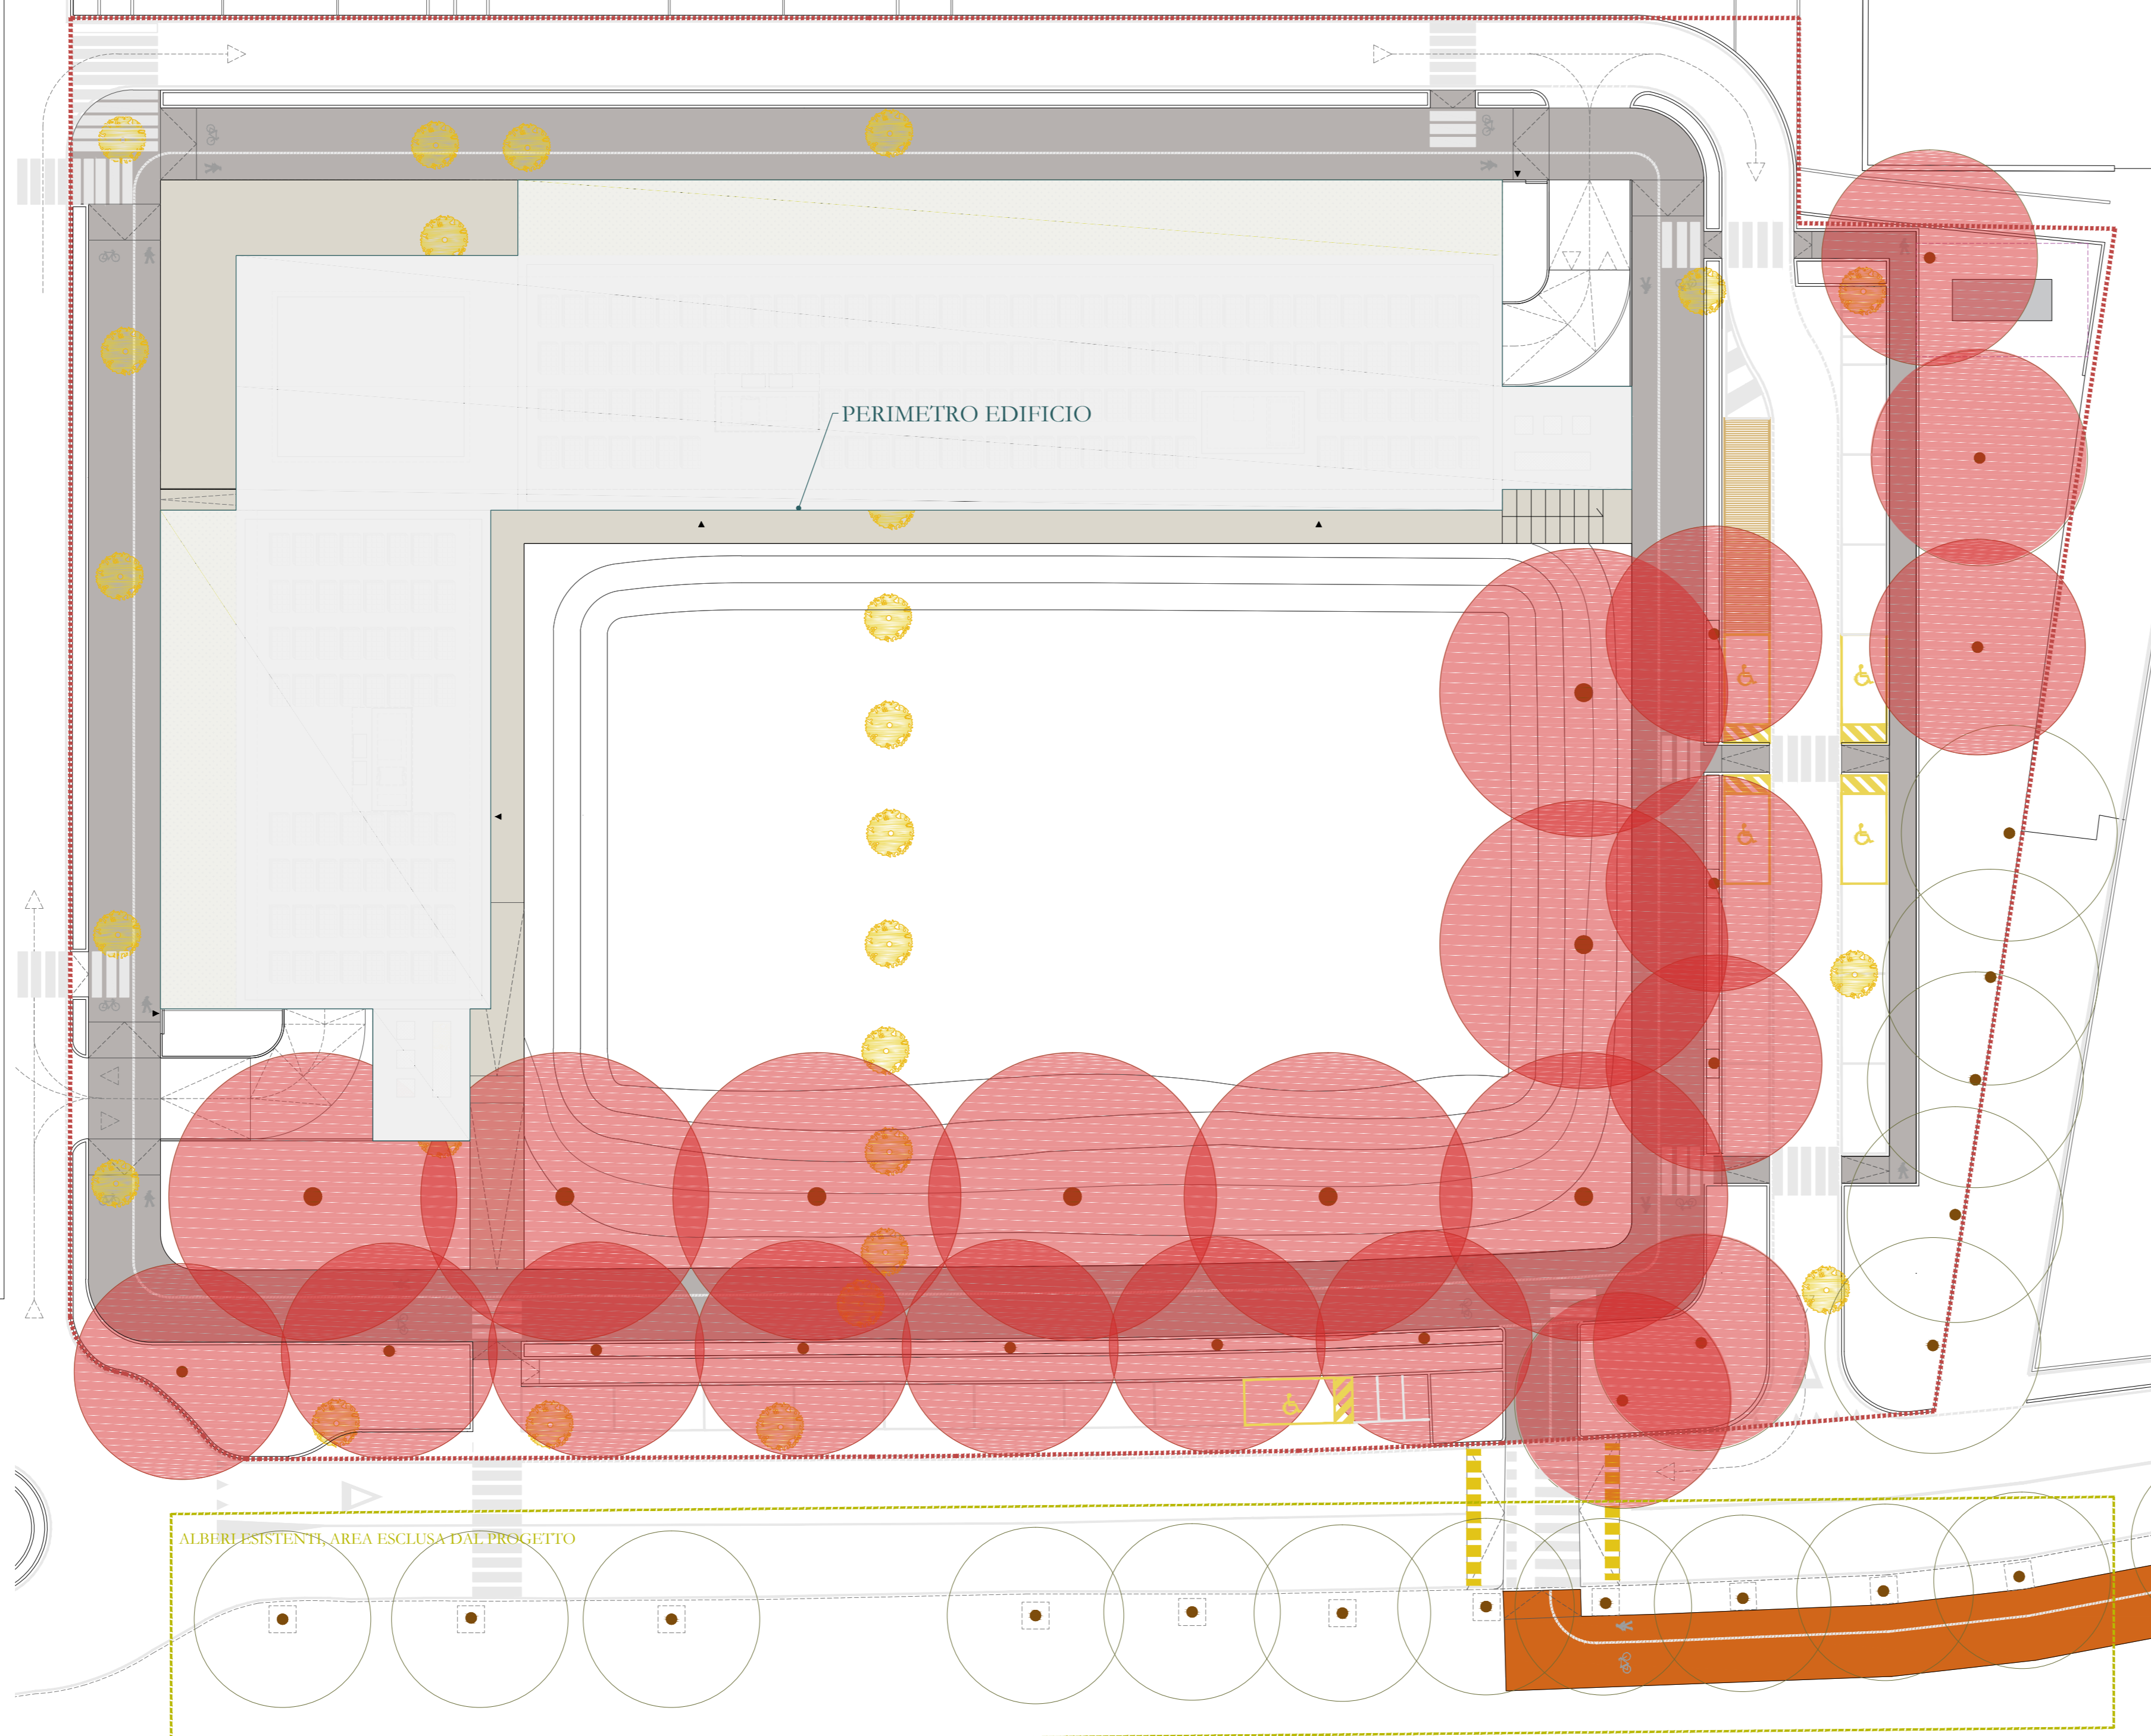 PERIMETRO EDIFICIO
ALBERI ESISTENTI, AREA ESCLUSA DAL PROGETTO